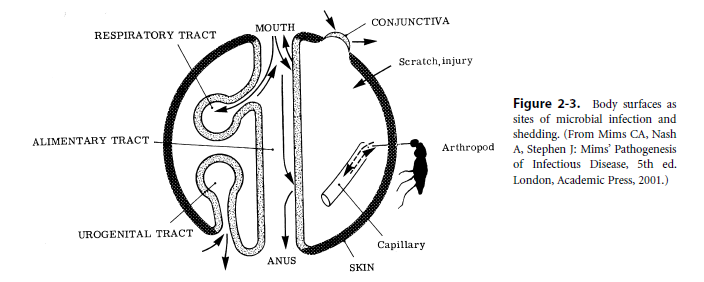 MOUTH
CONJUNCTIVA
RESPIRATORY TRACT
Scratch, injury
ALIMENTARY TRACT
Arthropod
UROGENITAL TRACT
Capillary
ANUS
SKIN
Figure 2-3. Body surfaces as
sites of microbial infection and
shedding. (From Mims CA, Nash
A, Stephen J: Mims' Pathogenesis
of Infectious Disease, 5th ed.
London, Academic Press, 2001.)